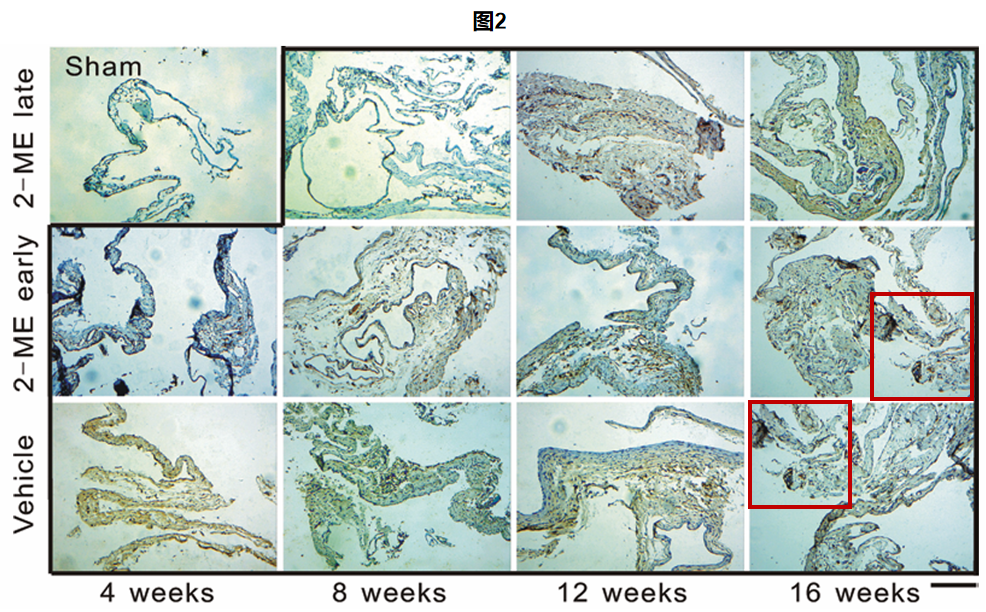 图2
Sham
2-ME late
2-ME early
Vehicle
4 weeks
8 weeks
12 weeks
16 weeks